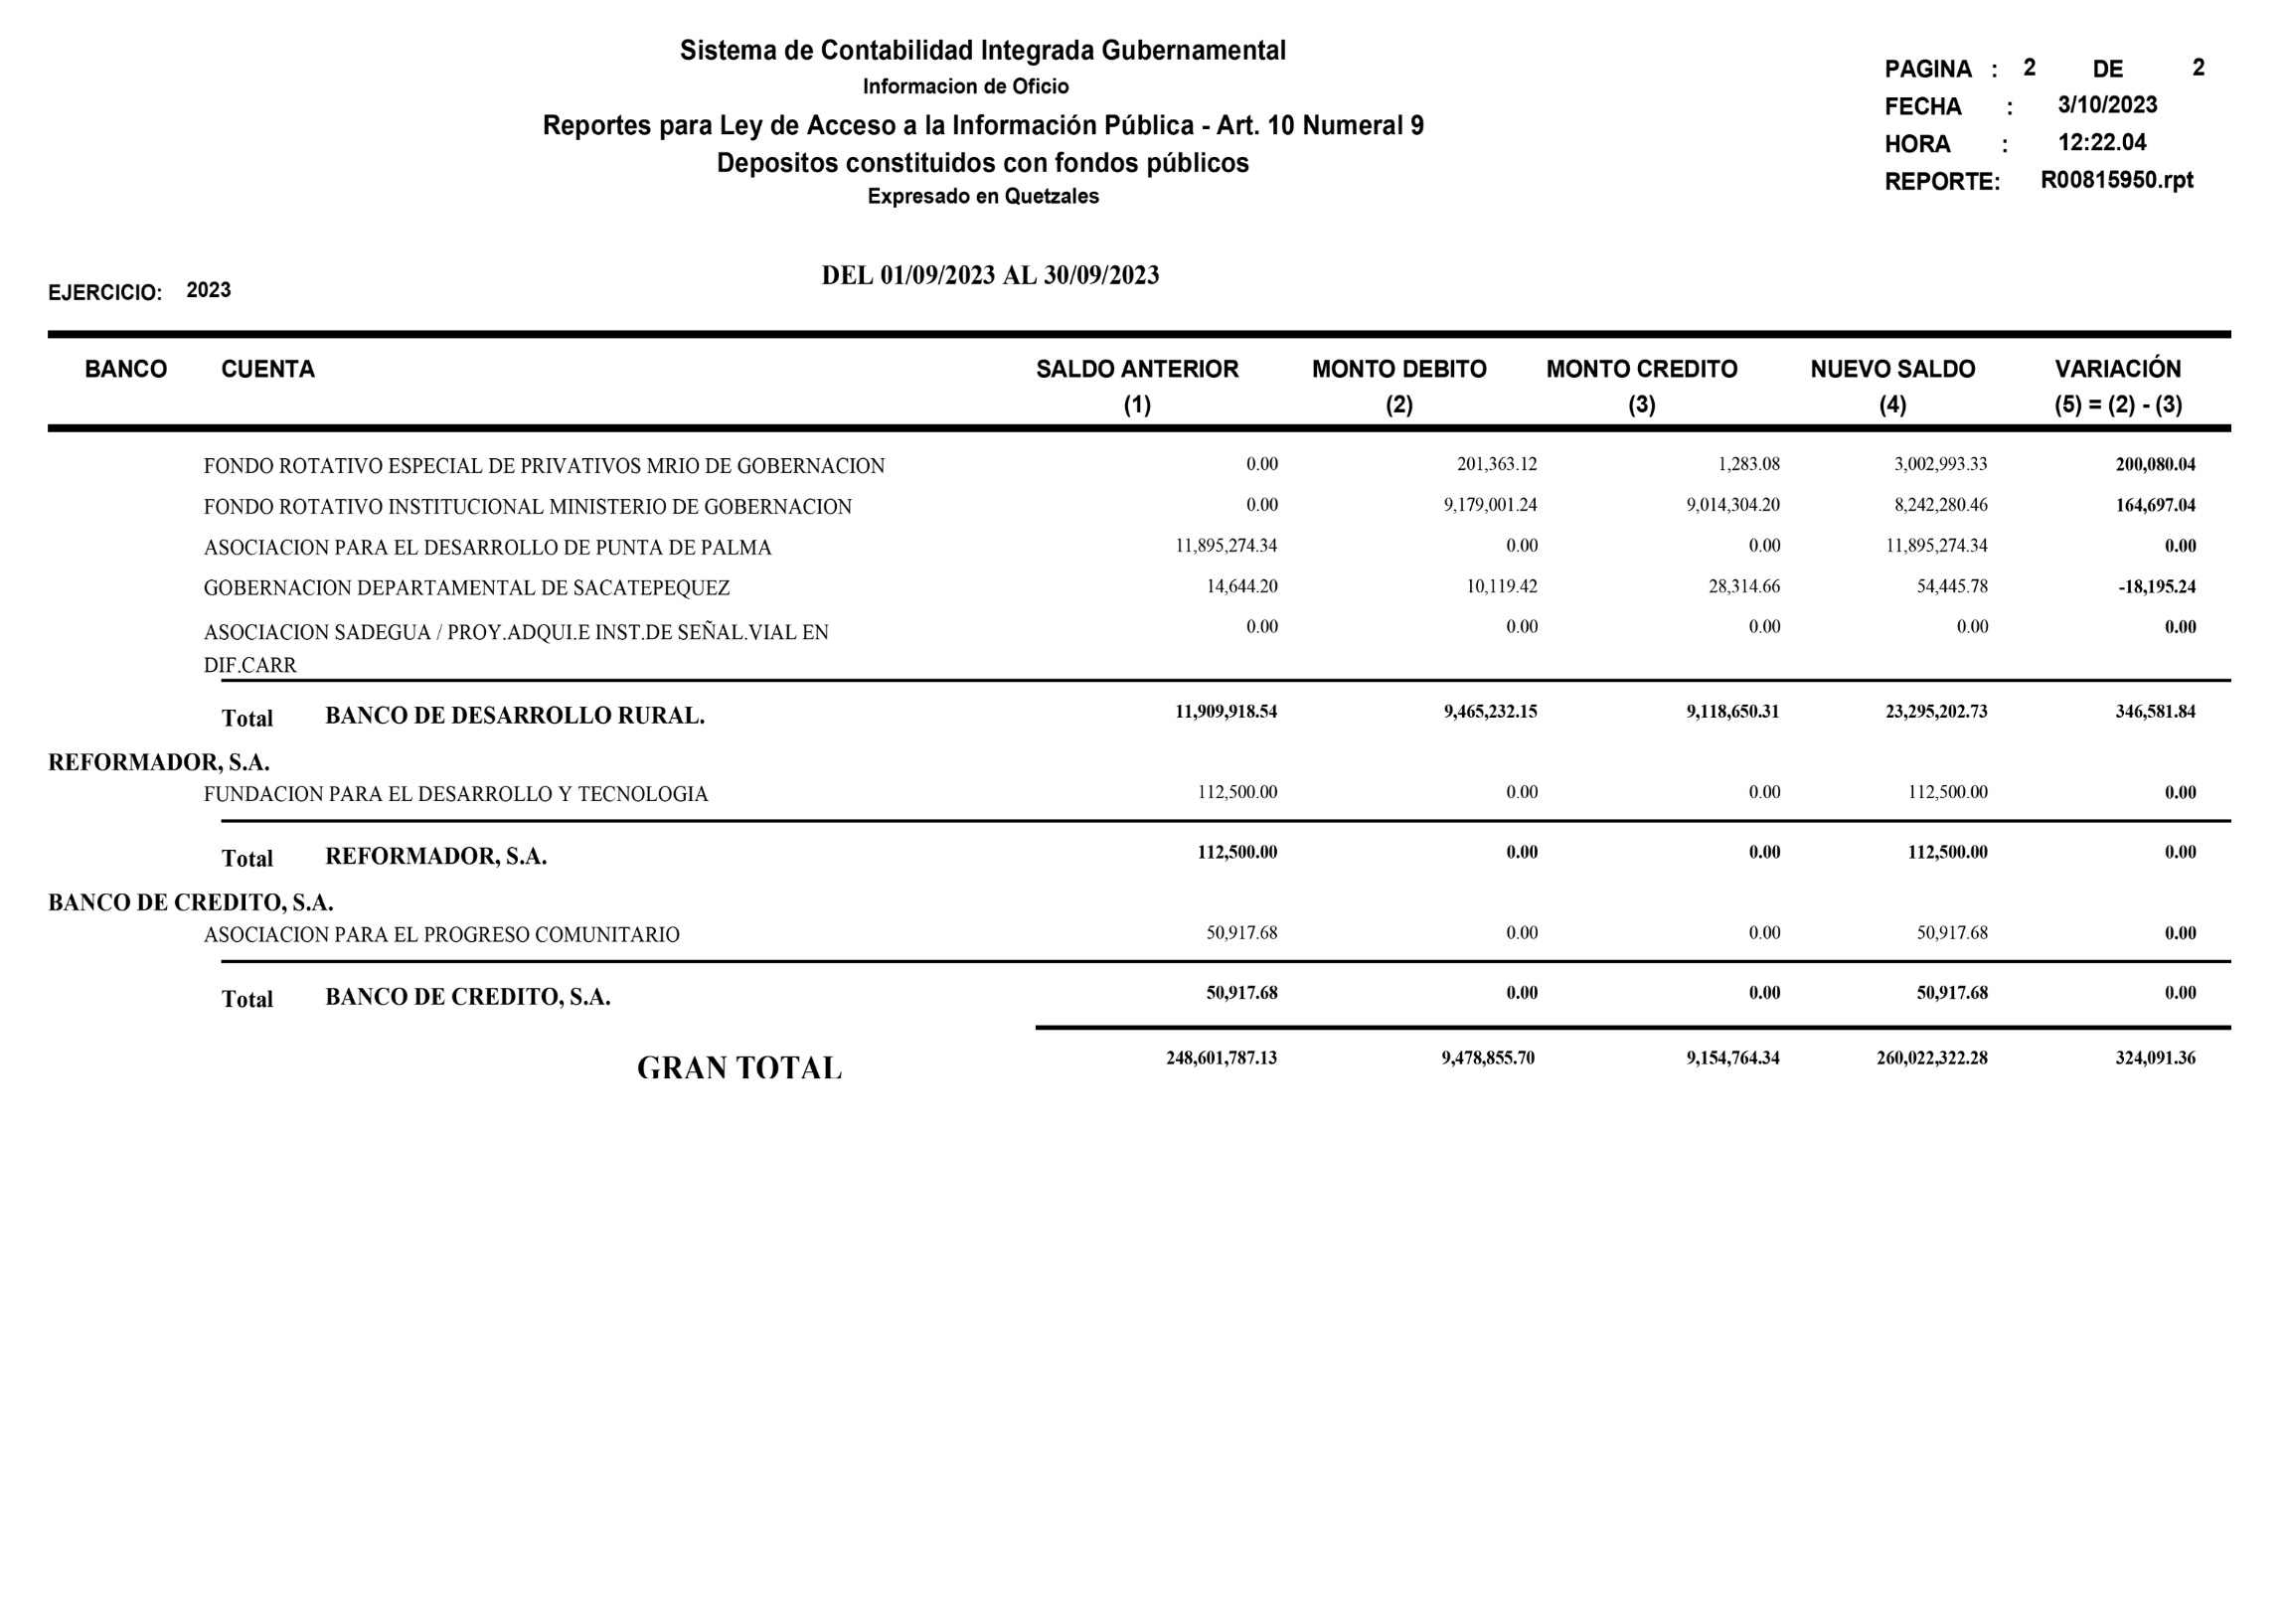 Sistema de Contabilidad Integrada Gubernamental
Informacion de Oficio
Reportes para Ley de Acceso a la Información Pública - Art. 10 Numeral 9
Depositos constituidos con fondos públicos
Expresado en Quetzales
PAGINA : 2 DE 2
FECHA : 3/10/2023
HORA : 12:22.04
REPORTE: R00815950.rpt
DEL 01/09/2023 AL 30/09/2023
EJERCICIO: 2023
BANCO CUENTA SALDO ANTERIOR MONTO DEBITO MONTO CREDITO NUEVO SALDO VARIACIÓN
(1) (2) (3) (4) (5) = (2) - (3)
FONDO ROTATIVO ESPECIAL DE PRIVATIVOS MRIO DE GOBERNACION 0.00 201,363.12 1,283.08 3,002,993.33 200,080.04
FONDO ROTATIVO INSTITUCIONAL MINISTERIO DE GOBERNACION 0.00 9,179,001.24 9,014,304.20 8,242,280.46 164,697.04
ASOCIACION PARA EL DESARROLLO DE PUNTA DE PALMA 11,895,274.34 0.00 0.00 11,895,274.34 0.00
GOBERNACION DEPARTAMENTAL DE SACATEPEQUEZ 14,644.20 10,119.42 28,314.66 54,445.78 -18,195.24
ASOCIACION SADEGUA / PROY.ADQUI.E INST.DE SEÑAL.VIAL EN 0.00 0.00 0.00 0.00 0.00
DIF.CARR
Total BANCO DE DESARROLLO RURAL. 11,909,918.54 9,465,232.15 9,118,650.31 23,295,202.73 346,581.84
REFORMADOR, S.A.
FUNDACION PARA EL DESARROLLO Y TECNOLOGIA 112,500.00 0.00 0.00 112,500.00 0.00
Total REFORMADOR, S.A. 112,500.00 0.00 0.00 112,500.00 0.00
BANCO DE CREDITO, S.A.
ASOCIACION PARA EL PROGRESO COMUNITARIO 50,917.68 0.00 0.00 50,917.68 0.00
Total BANCO DE CREDITO, S.A. 50,917.68 0.00 0.00 50,917.68 0.00
GRAN TOTAL 248,601,787.13 9,478,855.70 9,154,764.34 260,022,322.28 324,091.36